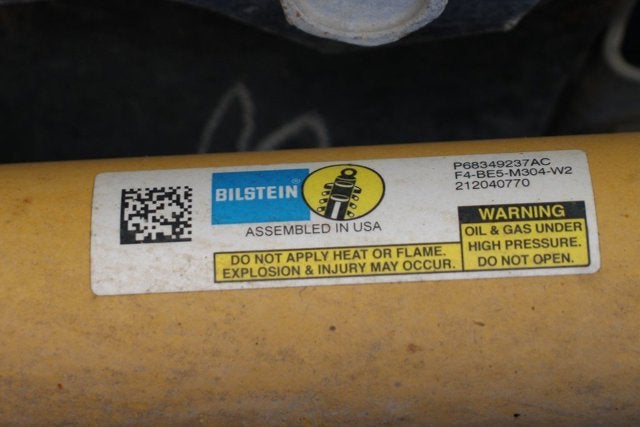 BILSTEIN
ASSEMBLED IN USA
P68349237AC
F4-BE5-M304-W2
212040770
DO NOT APPLY HEAT OR FLAME.
EXPLOSION & INJURY MAY OCCUR.
WARNING
OIL & GAS UNDER
HIGH PRESSURE.
DO NOT OPEN.